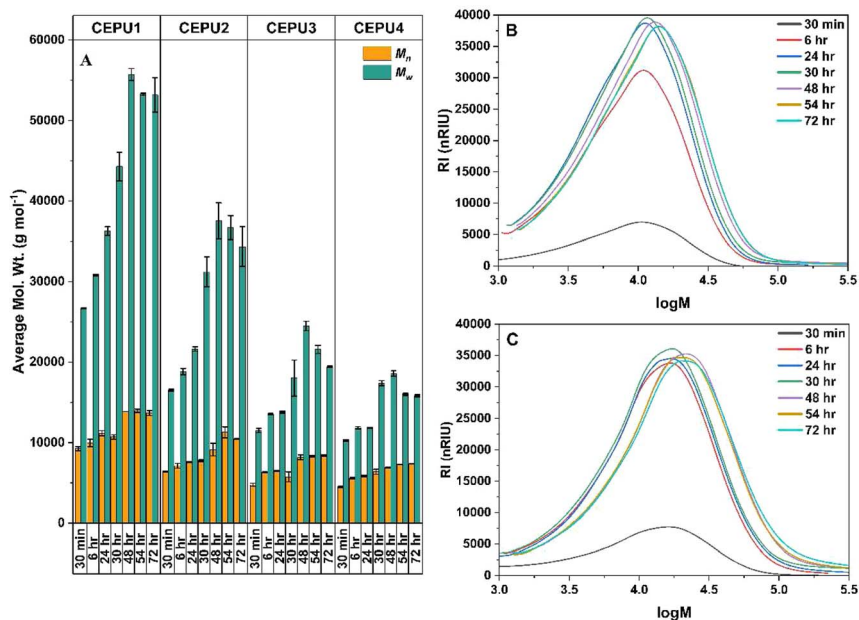 CEPU1 CEPU2 CEPU3 CEPU4
A
Mn
Mw
60000
50000
40000
30000
20000
10000
0
Average Mol. Wt. (g mol-1)
30 min 6 hr 24 hr 30 hr 48 hr 54 hr 72 hr 30 min 6 hr 24 hr 30 hr 48 hr 54 hr 72 hr 30 min 6 hr 24 hr 30 hr 48 hr 54 hr 72 hr 30 min 6 hr 24 hr 30 hr 48 hr 54 hr 72 hr
B
40000
35000
30000
25000
20000
15000
10000
5000
0
RI (nRIU)
30 min
6 hr
24 hr
30 hr
48 hr
54 hr
72 hr
3.0 3.5 4.0 4.5 5.0 5.5
logM
C
40000
35000
30000
25000
20000
15000
10000
5000
0
RI (nRIU)
30 min
6 hr
24 hr
30 hr
48 hr
54 hr
72 hr
3.0 3.5 4.0 4.5 5.0 5.5
logM